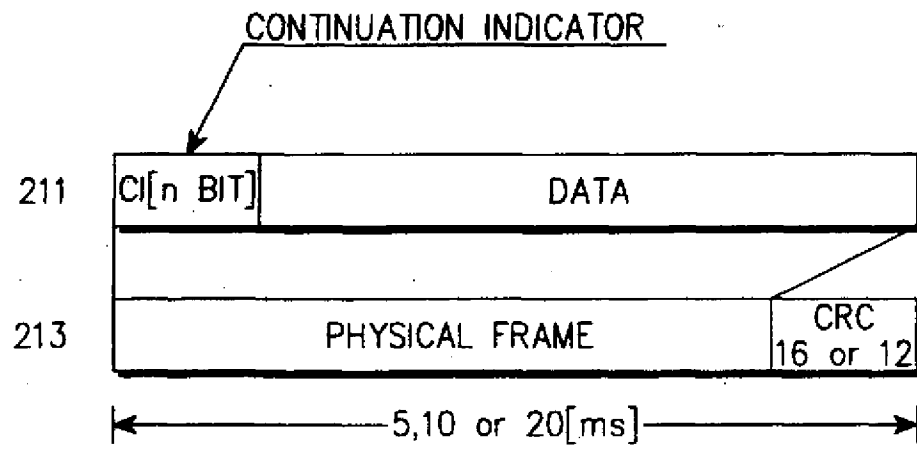 CONTINUATION INDICATOR
211 CI[n BIT] DATA
213 PHYSICAL FRAME CRC
16 or 12
5,10 or 20[ms]